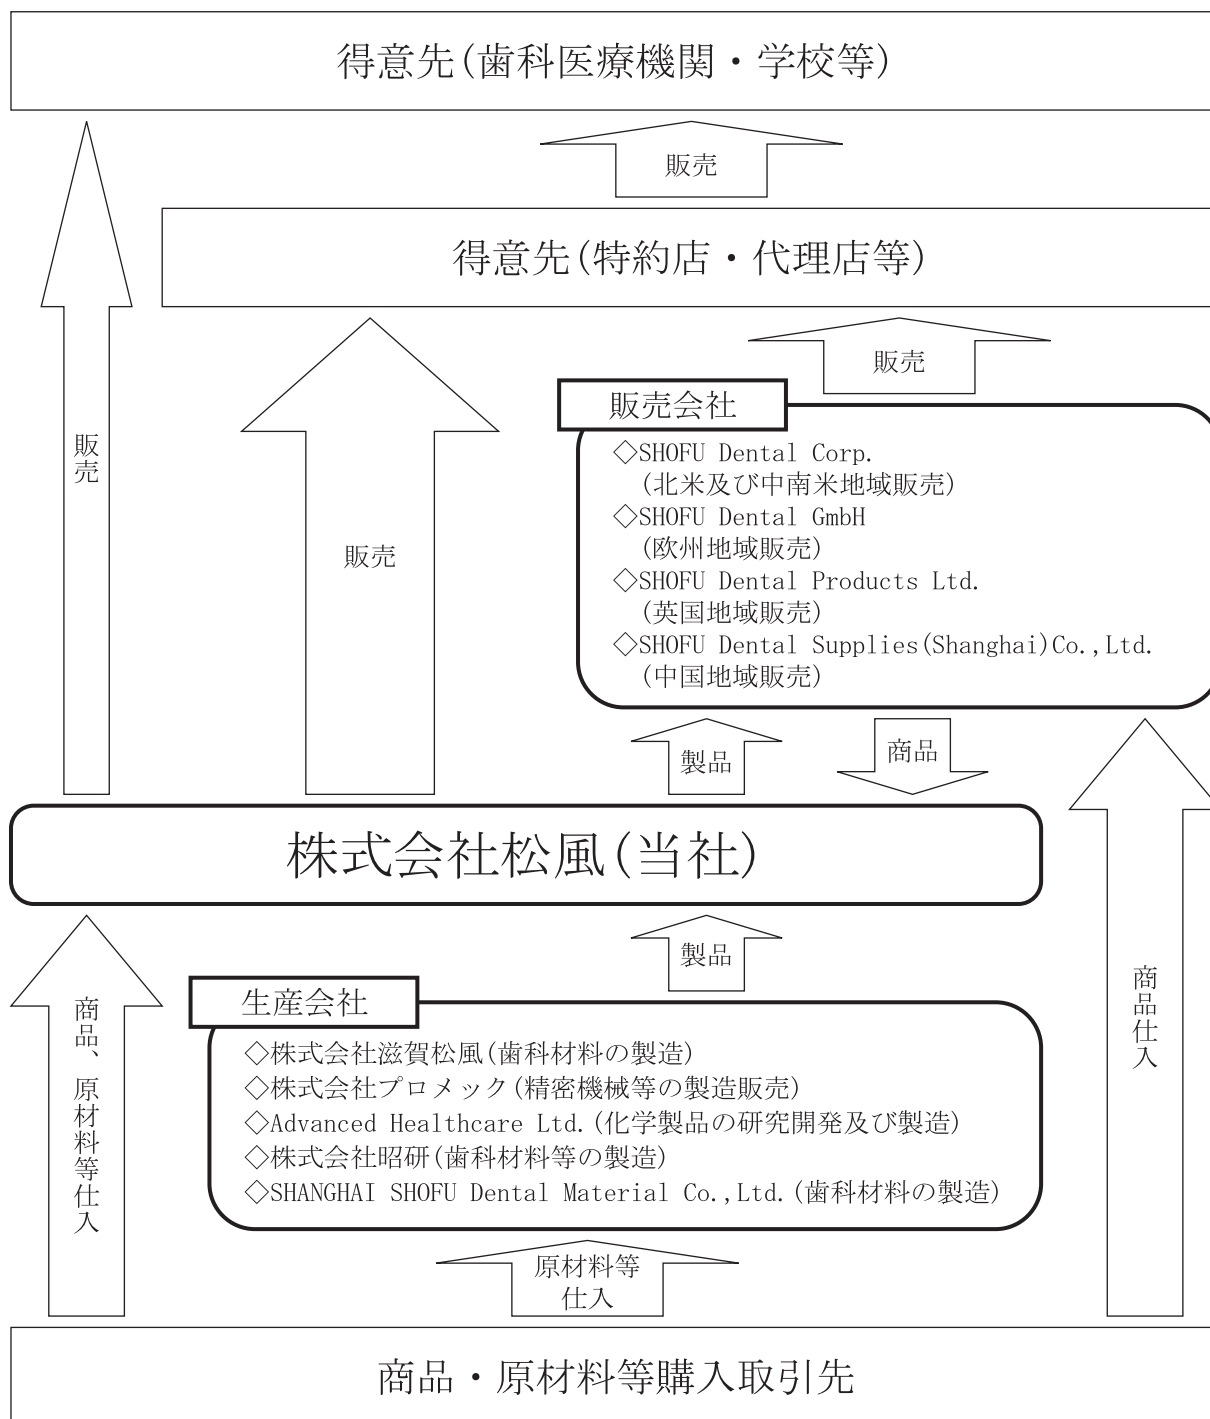 得意先(歯科医療機関・学校等)
販売
得意先(特約店・代理店等)
販売
販売
販売
販売会社
◇SHOFU Dental Corp.
(北米及び中南米地域販売)
◇SHOFU Dental GmbH
(欧州地域販売)
◇SHOFU Dental Products Ltd.
(英国地域販売)
◇SHOFU Dental Supplies(Shanghai)Co.,Ltd.
(中国地域販売)
製品
商品
株式会社松風(当社)
製品
商品、原材料等仕入
商品仕入
生産会社
◇株式会社滋賀松風(歯科材料の製造)
◇株式会社プロメック(精密機械等の製造販売)
◇Advanced Healthcare Ltd.(化学製品の研究開発及び製造)
◇株式会社昭研(歯科材料等の製造)
◇SHANGHAI SHOFU Dental Material Co.,Ltd.(歯科材料の製造)
原材料等
仕入
商品・原材料等購入取引先